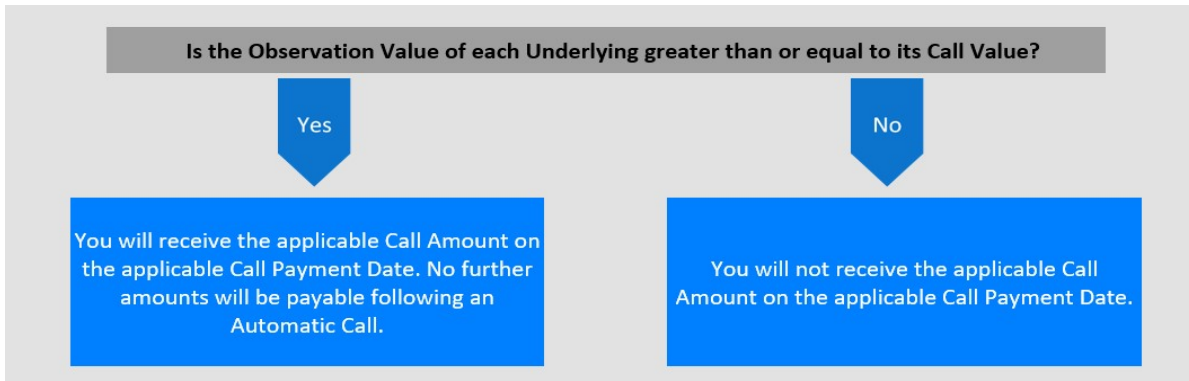 Is the Observation Value of each Underlying greater than or equal to its Call Value?
Yes
No
You will receive the applicable Call Amount on
the applicable Call Payment Date. No further
amounts will be payable following an
Automatic Call.
You will not receive the applicable Call
Amount on the applicable Call Payment Date.